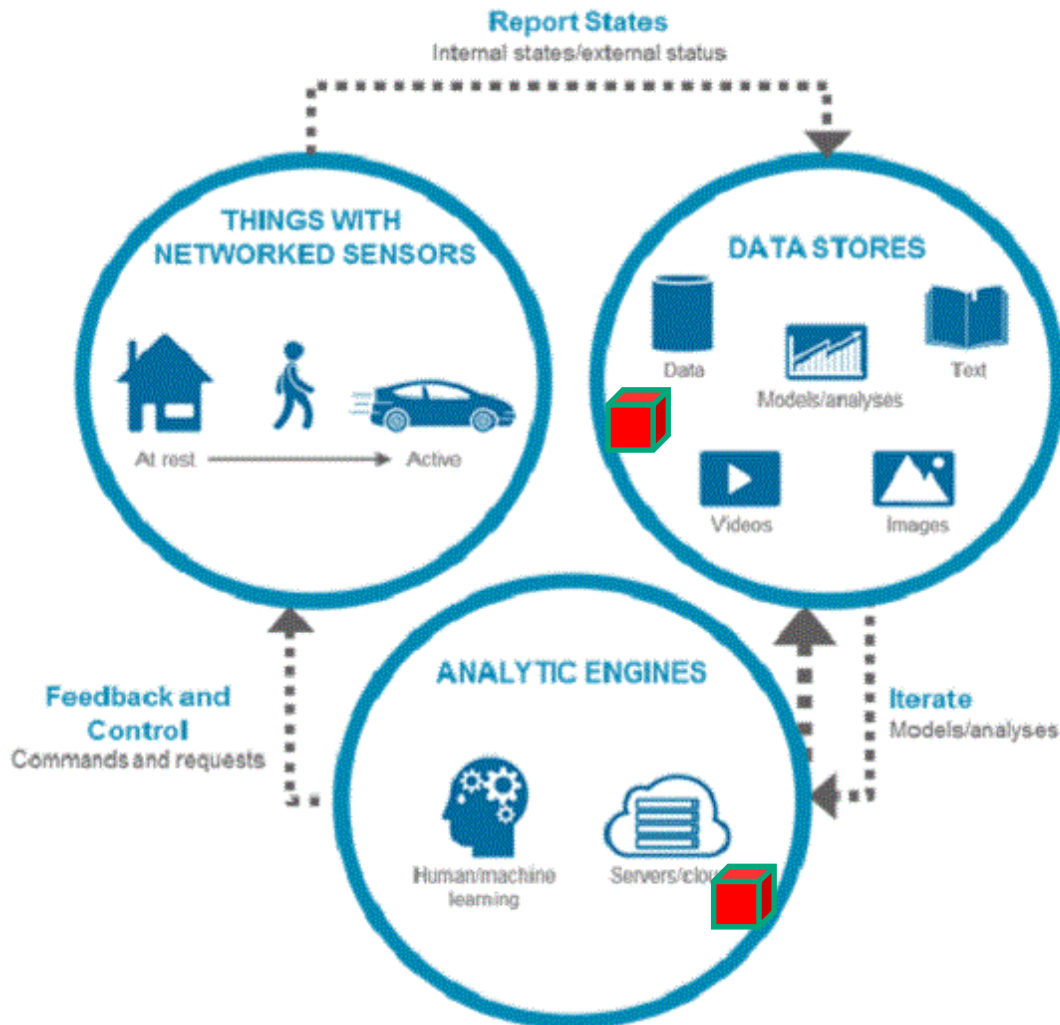 Report States
Internal states/external status
THINGS WITH
NETWORKED SENSORS
At rest
Active
DATA STORES
Data
Models/analyses
Text
Videos
Images
Feedback and
Control
Commands and requests
ANALYTIC ENGINES
Human/machine
learning
Iterate
Models/analyses